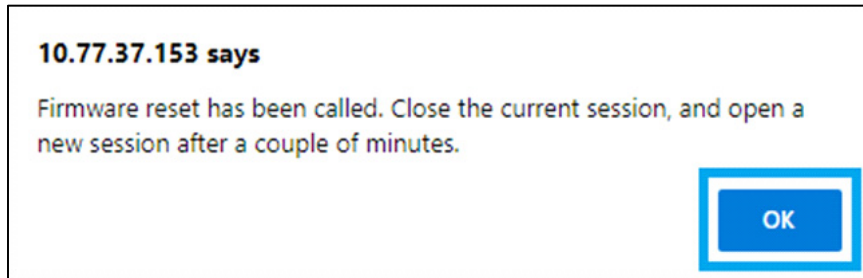 10.77.37.153 says
Firmware reset has been called. Close the current session, and open a
new session after a couple of minutes.
OK